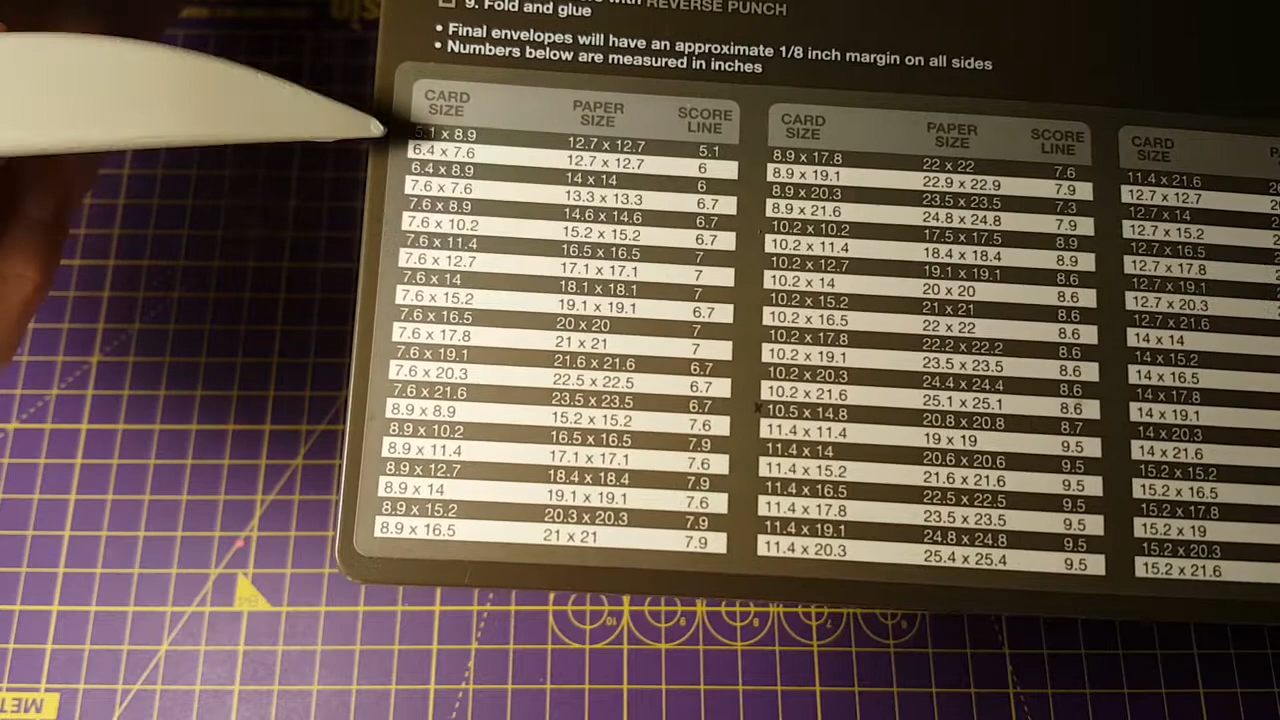 with REVERSE PUNCH
9. Fold and glue
• Final envelopes will have an approximate 1/8 inch margin on all sides
• Numbers below are measured in inches
CARD SIZE PAPER SIZE SCORE LINE
5.1 x 8.9 12.7 x 12.7 5.1
6.4 x 7.6 12.7 x 12.7 6
6.4 x 8.9 14 x 14 6
7.6 x 7.6 13.3 x 13.3 6.7
7.6 x 8.9 14.6 x 14.6 6.7
7.6 x 10.2 15.2 x 15.2 6.7
7.6 x 11.4 16.5 x 16.5 7
7.6 x 12.7 17.1 x 17.1 7
7.6 x 14 18.1 x 18.1 7
7.6 x 15.2 19.1 x 19.1 6.7
7.6 x 16.5 20 x 20 7
7.6 x 17.8 21 x 21 7
7.6 x 19.1 21.6 x 21.6 6.7
7.6 x 20.3 22.5 x 22.5 6.7
7.6 x 21.6 23.5 x 23.5 6.7
8.9 x 8.9 15.2 x 15.2 7.6
8.9 x 10.2 16.5 x 16.5 7.9
8.9 x 11.4 17.1 x 17.1 7.6
8.9 x 12.7 18.4 x 18.4 7.9
8.9 x 14 19.1 x 19.1 7.6
8.9 x 15.2 20.3 x 20.3 7.9
8.9 x 16.5 21 x 21 7.9
CARD SIZE PAPER SIZE SCORE LINE
8.9 x 17.8 22 x 22 7.6
8.9 x 19.1 22.9 x 22.9 7.9
8.9 x 20.3 23.5 x 23.5 7.3
8.9 x 21.6 24.8 x 24.8 7.9
10.2 x 10.2 17.5 x 17.5 8.9
10.2 x 11.4 18.4 x 18.4 8.9
10.2 x 12.7 19.1 x 19.1 8.6
10.2 x 14 20 x 20 8.6
10.2 x 15.2 21 x 21 8.6
10.2 x 16.5 22 x 22 8.6
10.2 x 17.8 22.2 x 22.2 8.6
10.2 x 19.1 23.5 x 23.5 8.6
10.2 x 20.3 24.4 x 24.4 8.6
10.2 x 21.6 25.1 x 25.1 8.6
x 10.5 x 14.8 20.8 x 20.8 8.7
11.4 x 11.4 19 x 19 9.5
11.4 x 14 20.6 x 20.6 9.5
11.4 x 15.2 21.6 x 21.6 9.5
11.4 x 16.5 22.5 x 22.5 9.5
11.4 x 17.8 23.5 x 23.5 9.5
11.4 x 19.1 24.8 x 24.8 9.5
11.4 x 20.3 25.4 x 25.4 9.5
CARD SIZE
11.4 x 21.6
12.7 x 12.7
12.7 x 14
12.7 x 15.2
12.7 x 16.5
12.7 x 17.8
12.7 x 19.1
12.7 x 20.3
12.7 x 21.6
14 x 14
14 x 15.2
14 x 16.5
14 x 17.8
14 x 19.1
14 x 20.3
14 x 21.6
15.2 x 15.2
15.2 x 16.5
15.2 x 17.8
15.2 x 19
15.2 x 20.3
15.2 x 21.6
10 9 8 7 6
B4
MET